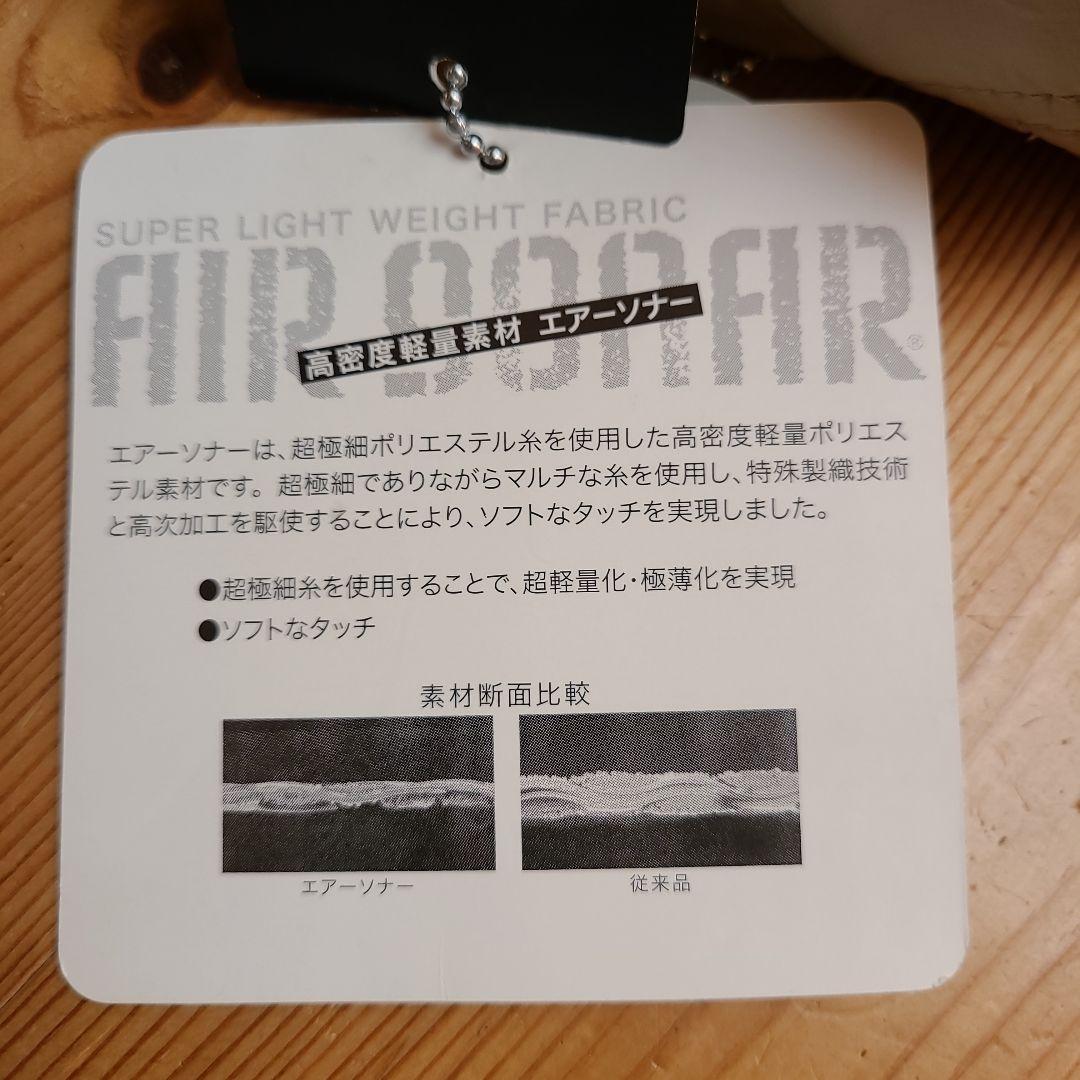 SUPER LIGHT WEIGHT FABRIC
AIR SONAR®
高密度軽量素材 エアーソナー
エアーソナーは、超極細ポリエステル糸を使用した高密度軽量ポリエス
テル素材です。超極細でありながらマルチな糸を使用し、特殊製織技術
と高次加工を駆使することにより、ソフトなタッチを実現しました。
●超極細糸を使用することで、超軽量化・極薄化を実現
●ソフトなタッチ
素材断面比較
エアーソナー
従来品